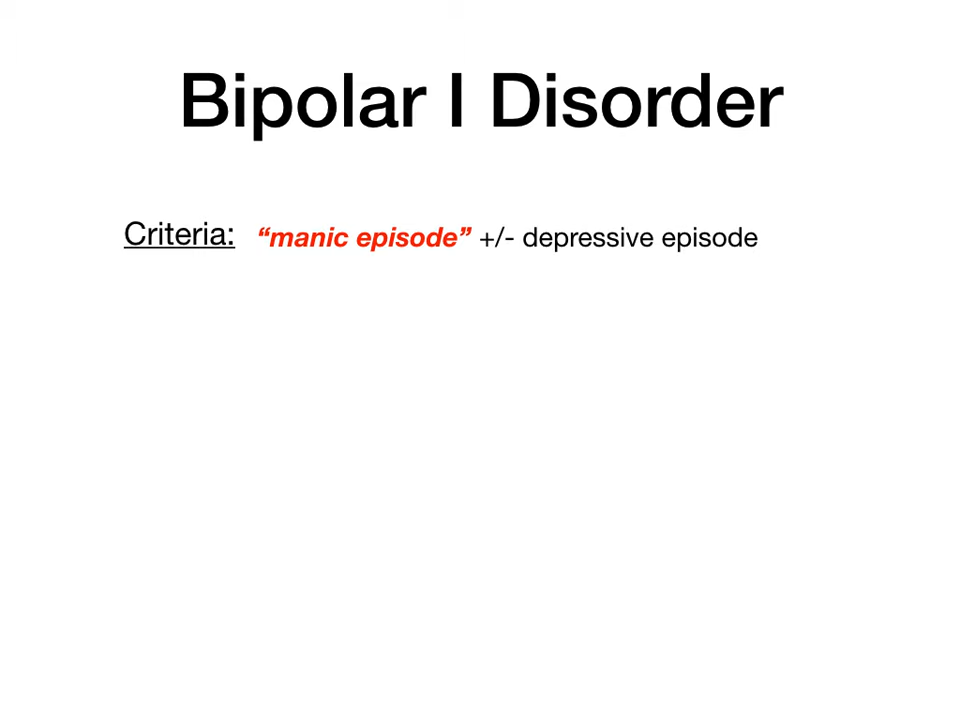 Bipolar I Disorder
Criteria: “manic episode” +/- depressive episode